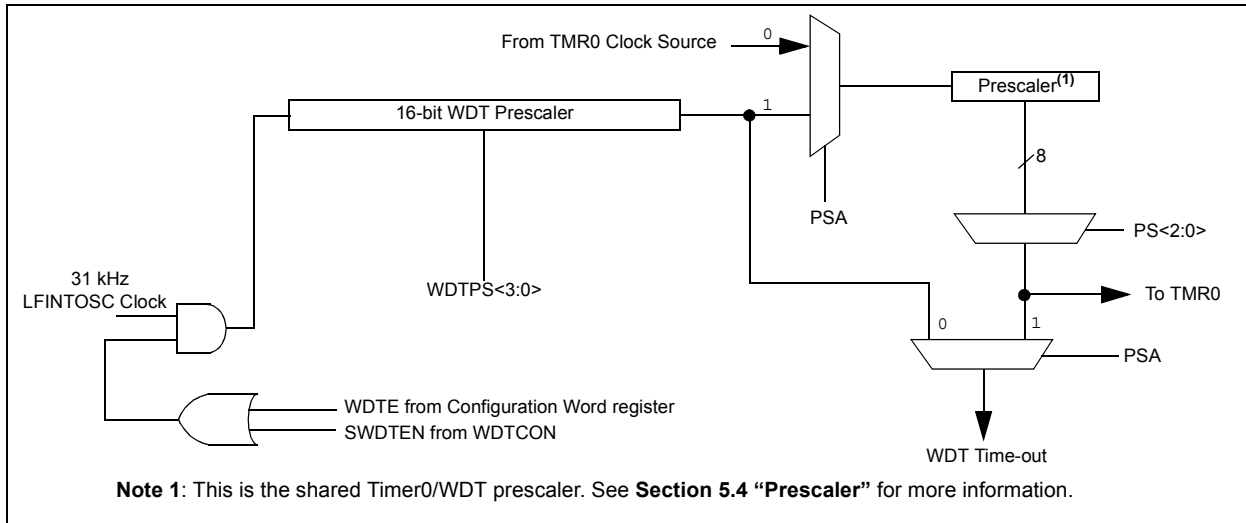 From TMR0 Clock Source
0
Prescaler(1)
16-bit WDT Prescaler
1
8
PSA
PS<2:0>
31 kHz
LFINTOSC Clock
WDTPS<3:0>
To TMR0
0
1
PSA
WDTE from Configuration Word register
SWDTEN from WDTCON
WDT Time-out
Note 1: This is the shared Timer0/WDT prescaler. See Section 5.4 “Prescaler” for more information.